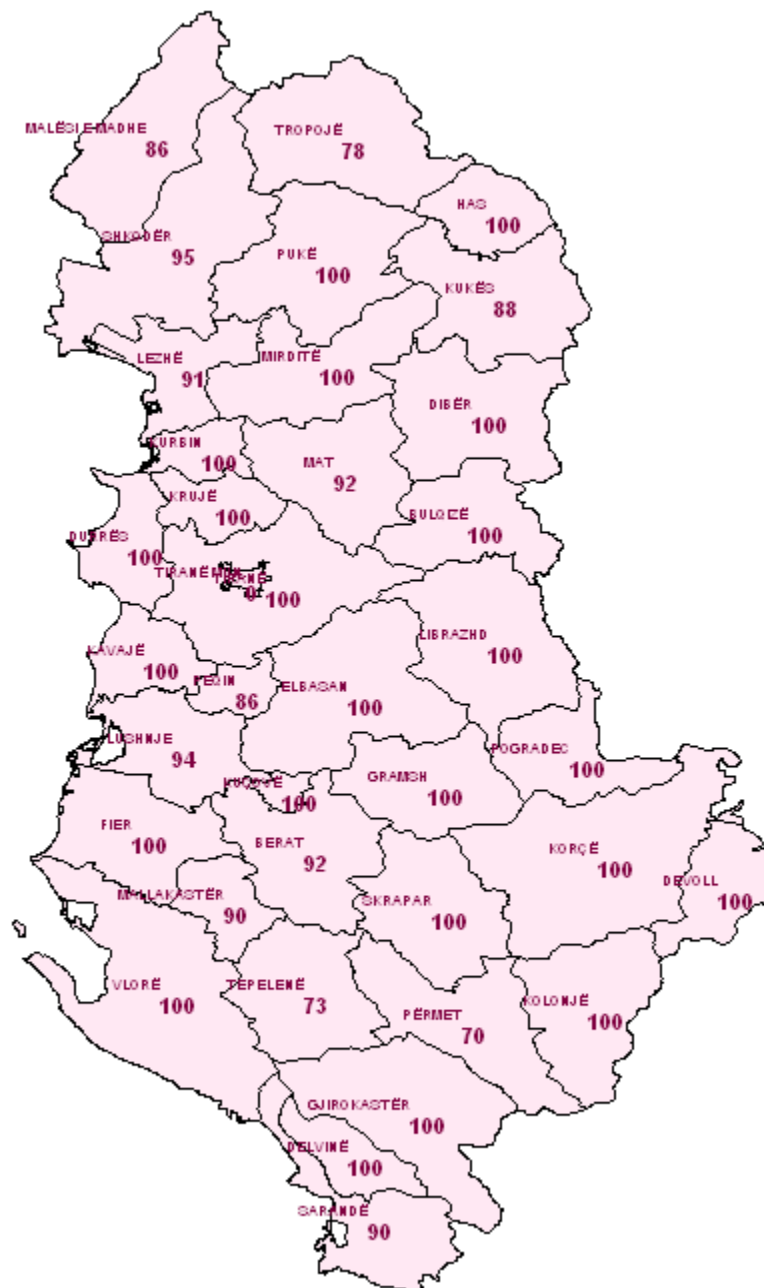 MALËSI E MADHE
86
TROPOJË
78
HAS
100
SHKODËR
95
PUKË
100
KUKËS
88
LEZHË
91
MIRDITË
100
DIBËR
100
KURBIN
100
MAT
92
KRUJË
100
BULQIZË
100
DURRËS
100
0
100
LIBRAZHD
100
KAVAJË
100
PEQIN
86
ELBASAN
100
LUSHNJE
94
POGRADEC
100
KUÇOVË
100
GRAMSH
100
FIER
100
BERAT
92
KORÇË
100
DEVOLL
100
MALLAKASTËR
90
SKRAPAR
100
VLORË
100
TEPELENË
73
PËRMET
70
KOLONJË
100
GJIROKASTËR
100
DELVINË
100
SARANDË
90